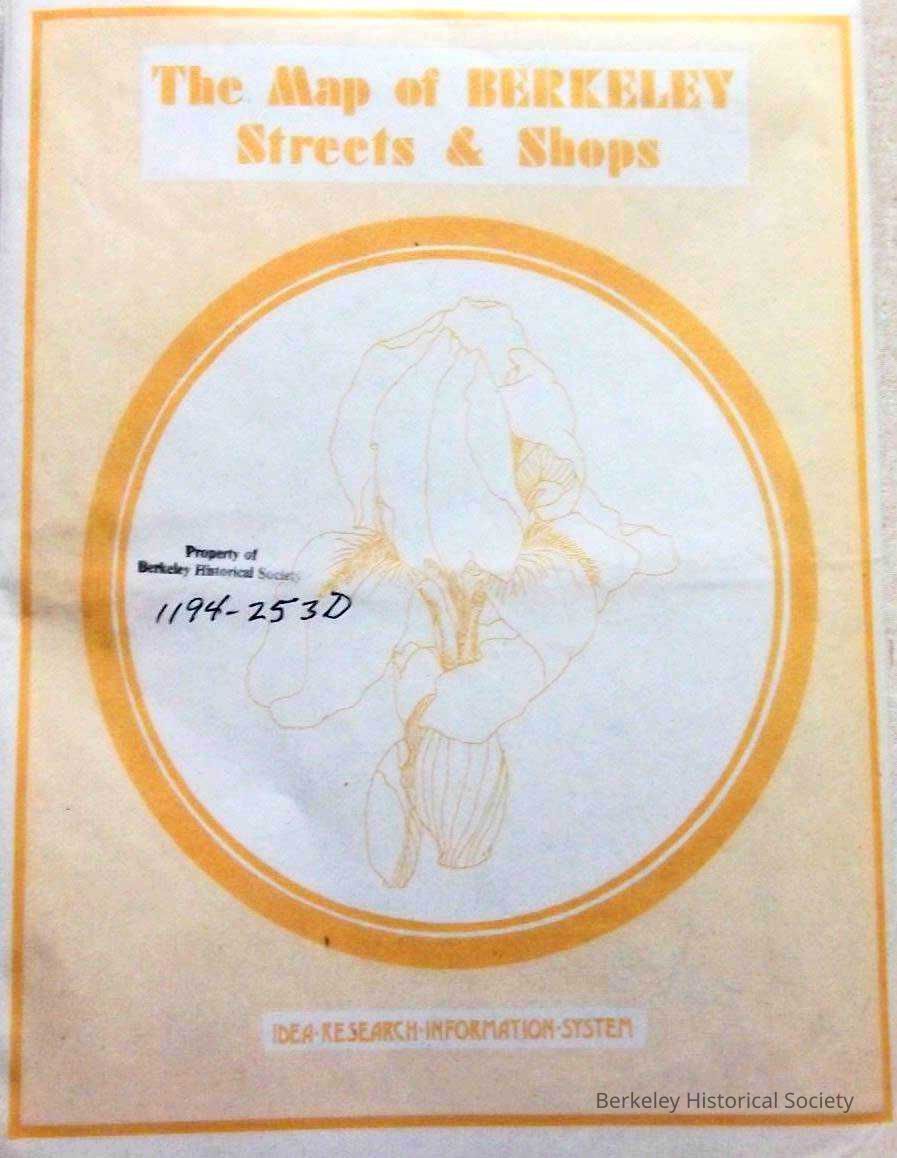 The Map of BERKELEY
Streets & Shops
Property of
Berkeley Historical Society
1194-253D
IDEA·RESEARCH·INFORMATION·SYSTEM
Berkeley Historical Society